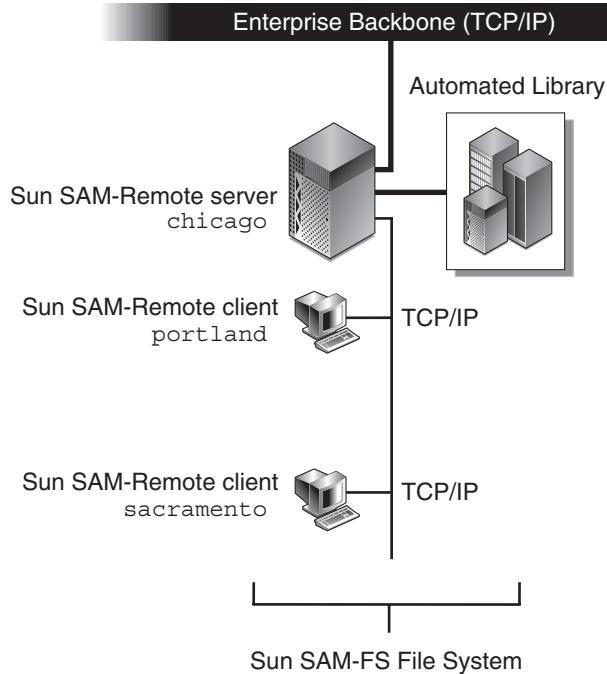 Enterprise Backbone (TCP/IP)
Automated Library
Sun SAM-Remote server
chicago
Sun SAM-Remote client
portland
TCP/IP
Sun SAM-Remote client
sacramento
TCP/IP
Sun SAM-FS File System